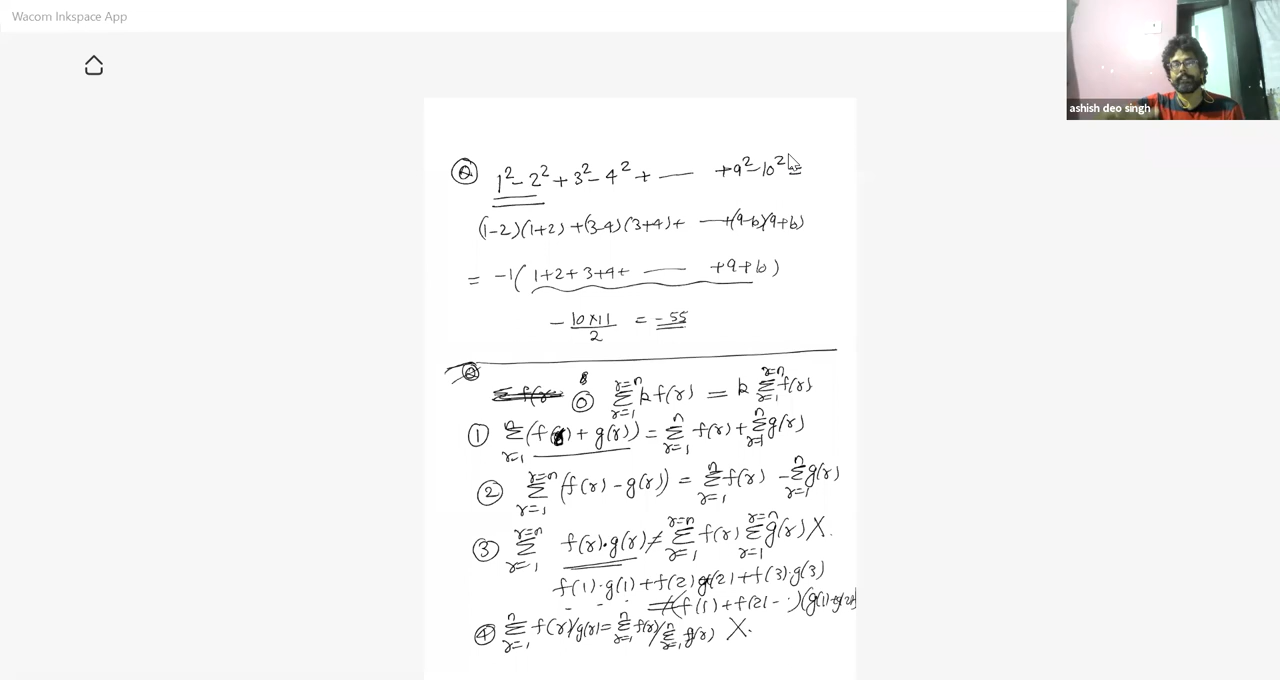 Wacom Inkspace App
ashish deo singh
Q 1² - 2² + 3² - 4² + —— + 9² - 10²
(1-2)(1+2) + (3-4)(3+4) + —— + (9-10)(9+10)
= -1( 1+2+3+4+ —— +9+10 )
- 10×11/2 = -55
Q
0 Σ_{r=1}^{r=n} k f(r) = k Σ_{r=1}^{r=n} f(r)
1 Σ_{r=1}^{n} (f(r) + g(r)) = Σ_{r=1}^{n} f(r) + Σ_{r=1}^{n} g(r)
2 Σ_{r=1}^{r=n} (f(r) - g(r)) = Σ_{r=1}^{n} f(r) - Σ_{r=1}^{n} g(r)
3 Σ_{r=1}^{r=n} f(r)·g(r) ≠ Σ_{r=1}^{r=n} f(r) Σ_{r=1}^{r=n} g(r) X.
f(1)·g(1) + f(2) g(2) + f(3)·g(3)
≠ (f(1) + f(2) - ··)(g(1)+g(2)
4 Σ_{r=1}^{n} f(r)/g(r) = Σ_{r=1}^{n} f(r) / Σ_{r=1}^{n} g(r) X.